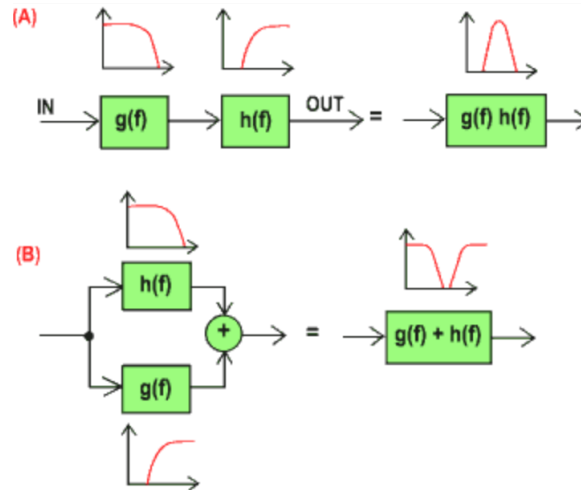 (A)
IN g(f) h(f) OUT = g(f) h(f)
(B)
h(f)
+ = g(f) + h(f)
g(f)